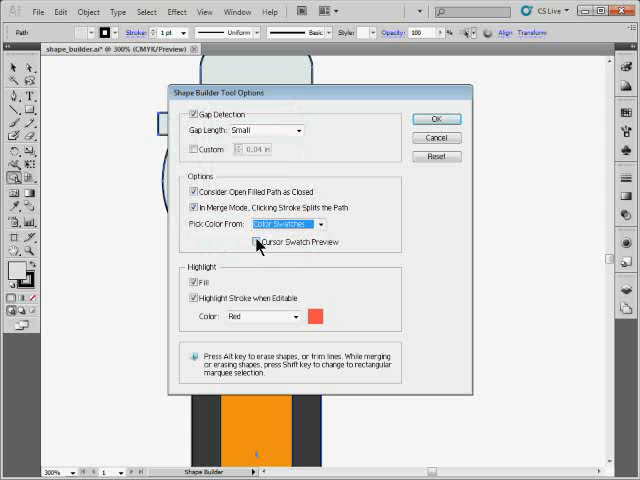 Ai File Edit Object Type Select Effect View Window Help CS Live
Path Stroke: 1 pt Uniform Basic Style: Opacity: 100 Align Transform
shape_builder.ai* @ 300% (CMYK/Preview)
Shape Builder Tool Options
Gap Detection
Gap Length: Small
Custom 0.04 in
OK
Cancel
Reset
Options
Consider Open Filled Path as Closed
In Merge Mode, Clicking Stroke Splits the Path
Pick Color From: Color Swatches
Cursor Swatch Preview
Highlight
Fill
Highlight Stroke when Editable
Color: Red
Press Alt key to erase shapes, or trim lines. While merging
or erasing shapes, press Shift key to change to rectangular
marquee selection.
300% 1 Shape Builder